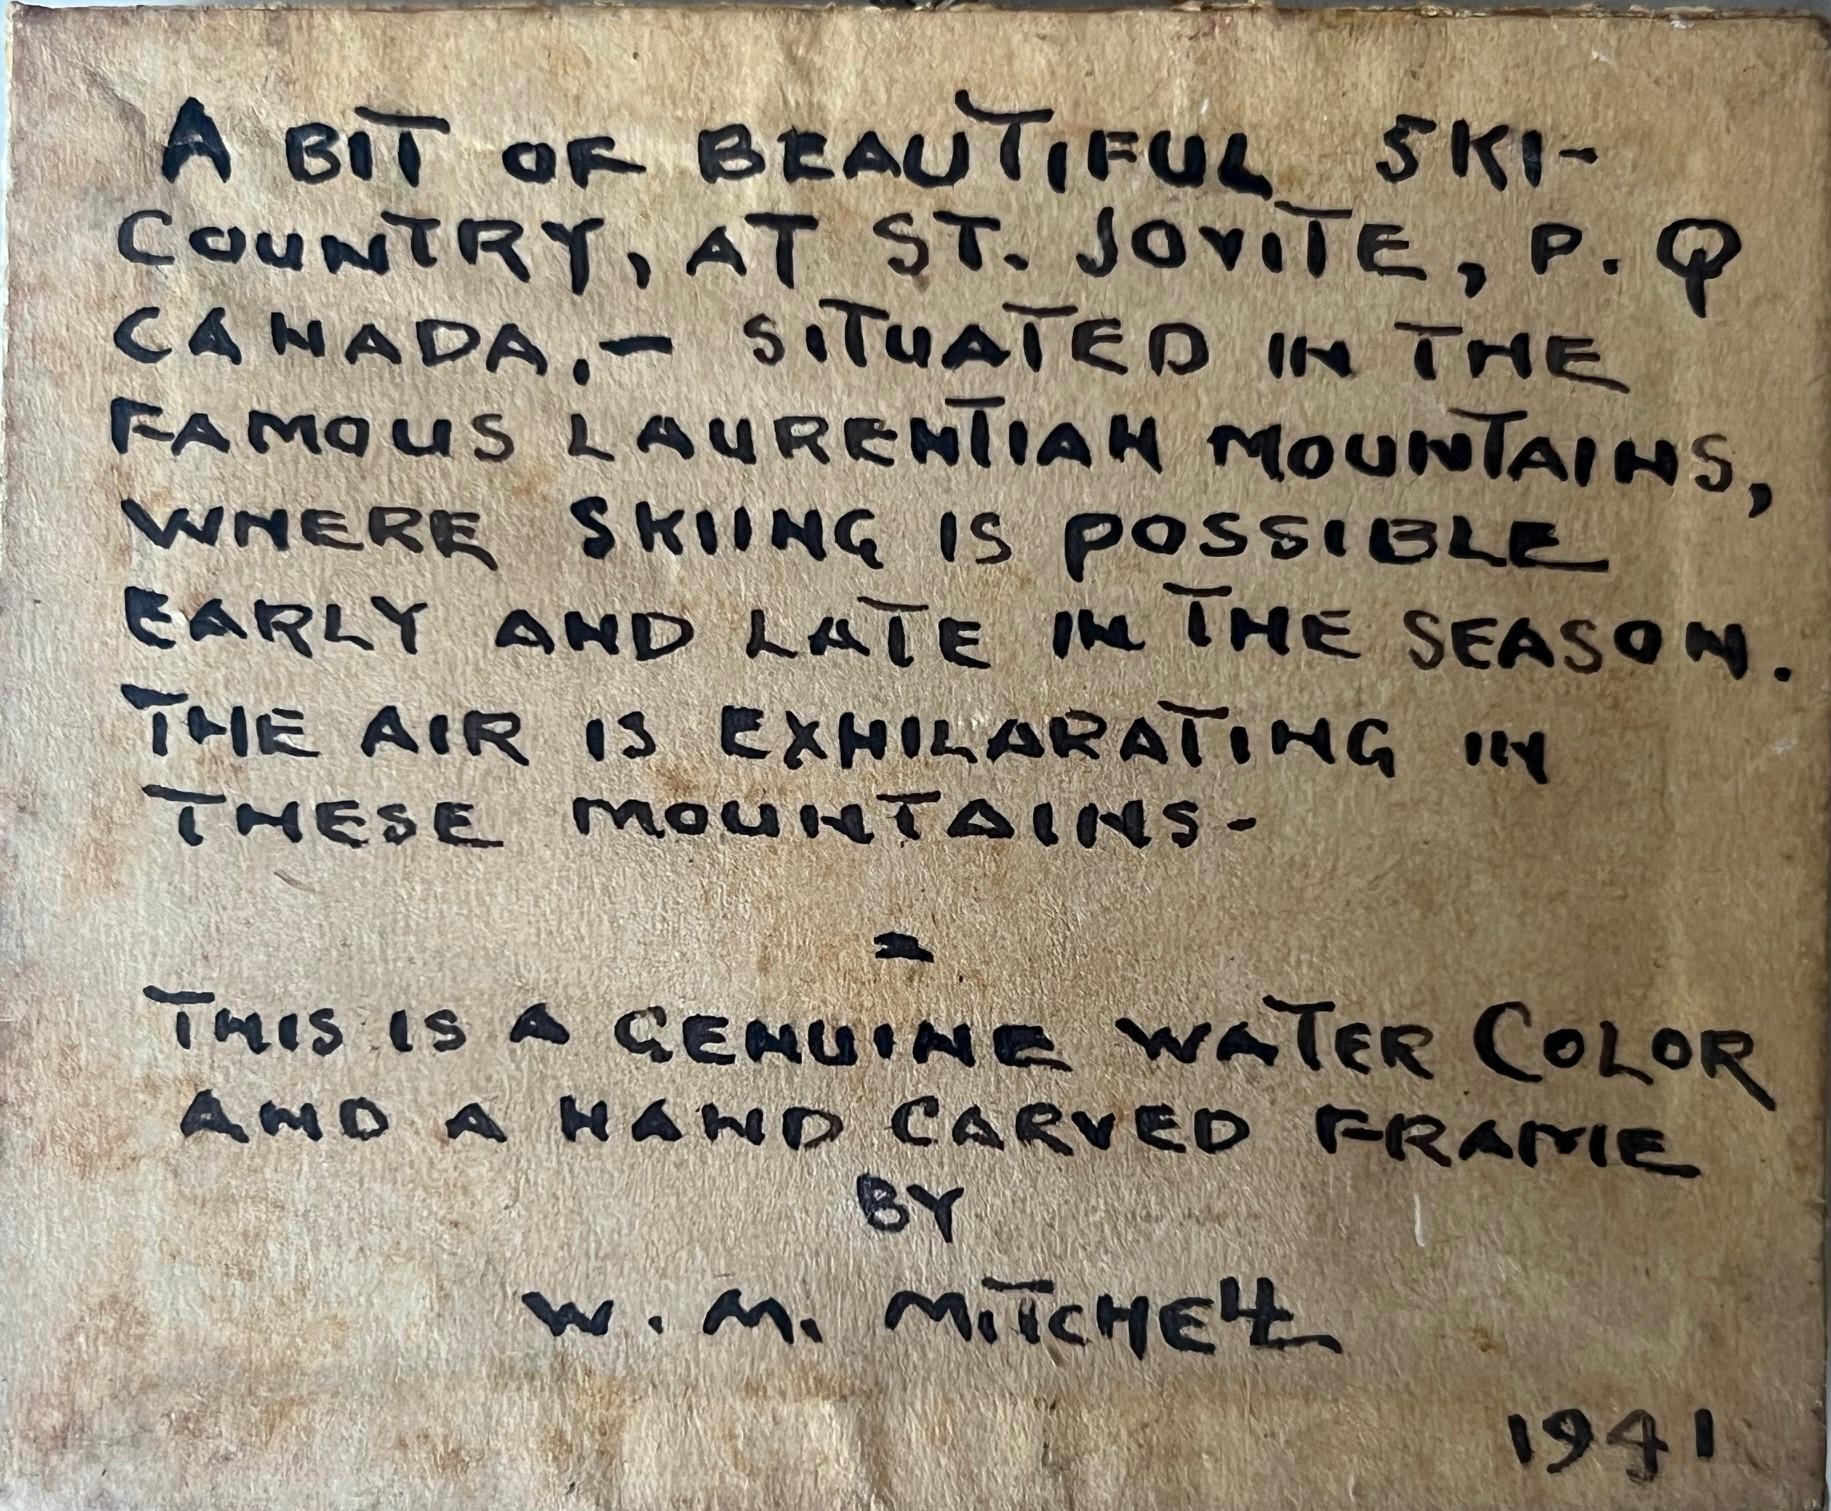 A BIT OF BEAUTIFUL SKI-
COUNTRY, AT ST. JOVITE, P. Q
CANADA,- SITUATED IN THE
FAMOUS LAURENTIAN MOUNTAINS,
WHERE SKIING IS POSSIBLE
EARLY AND LATE IN THE SEASON.
THE AIR IS EXHILARATING IN
THESE MOUNTAINS-
=
THIS IS A GENUINE WATER COLOR
AND A HAND CARVED FRAME
BY
W. M. MITCHELL
1941